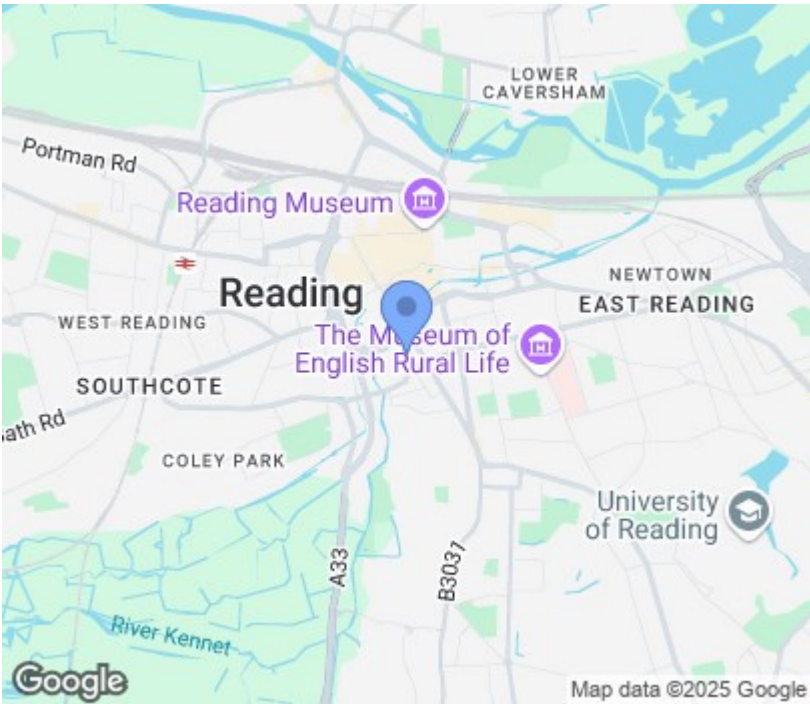 LOWER
CAVERSHAM
Portman Rd
Reading Museum
NEWTOWN
Reading
EAST READING
WEST READING
The Museum of
English Rural Life
SOUTHCOTE
Bath Rd
COLEY PARK
University
of Reading
A33
B3031
River Kennet
Google
Map data ©2025 Google